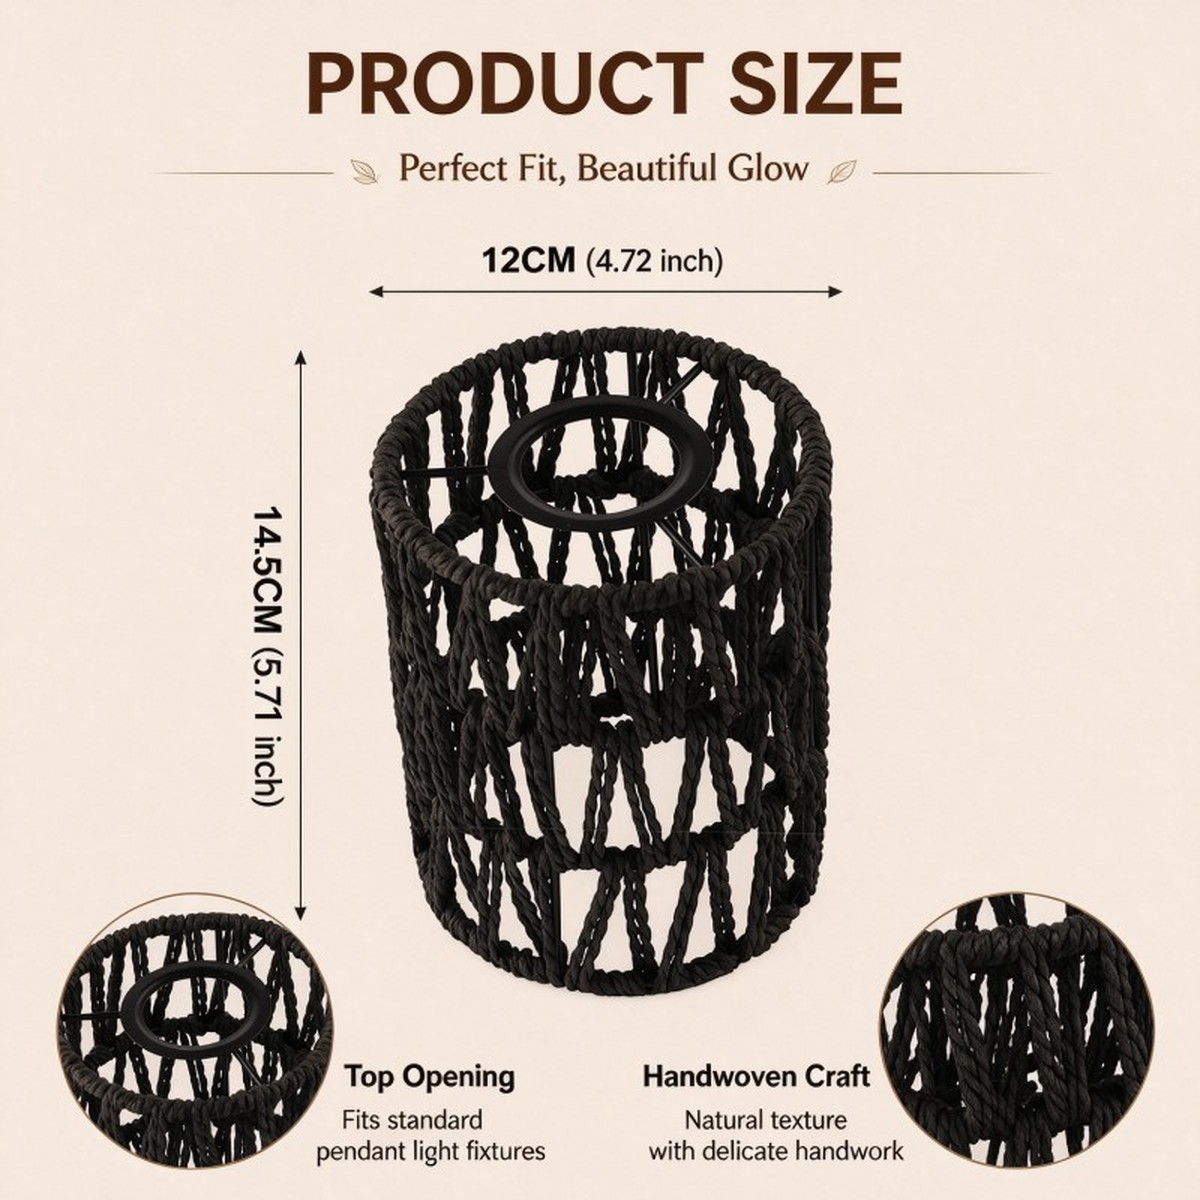 PRODUCT SIZE
Perfect Fit, Beautiful Glow
12CM (4.72 inch)
14.5CM (5.71 inch)
Top Opening
Fits standard
pendant light fixtures
Handwoven Craft
Natural texture
with delicate handwork